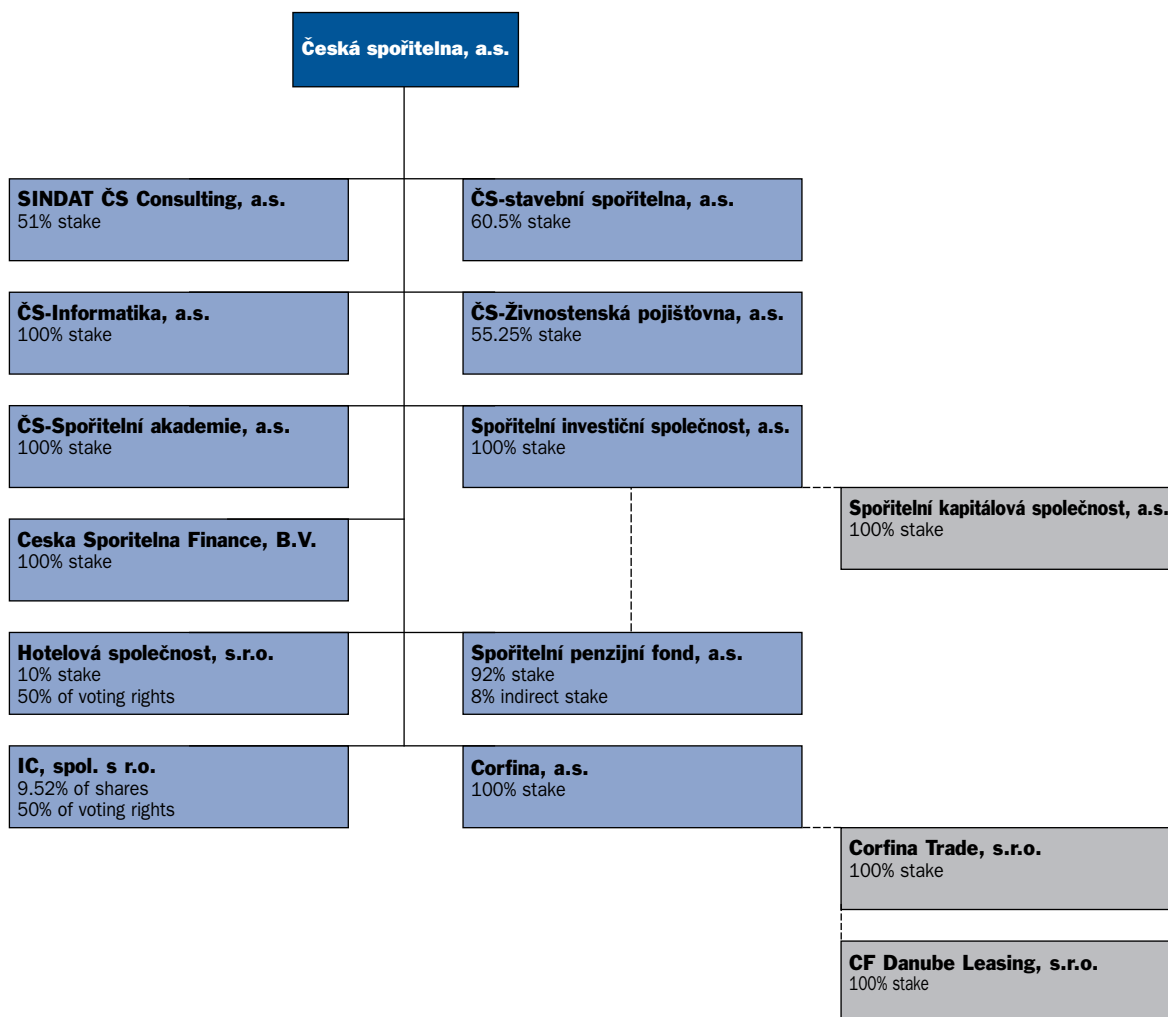 Česká spořitelna, a.s.
SINDAT ČS Consulting, a.s.
51% stake
ČS-stavební spořitelna, a.s.
60.5% stake
ČS-Informatika, a.s.
100% stake
ČS-Živnostenská pojišťovna, a.s.
55.25% stake
ČS-Spořitelní akademie, a.s.
100% stake
Spořitelní investiční společnost, a.s.
100% stake
Spořitelní kapitálová společnost, a.s.
100% stake
Ceska Sporitelna Finance, B.V.
100% stake
Hotelová společnost, s.r.o.
10% stake
50% of voting rights
Spořitelní penzijní fond, a.s.
92% stake
8% indirect stake
IC, spol. s r.o.
9.52% of shares
50% of voting rights
Corfina, a.s.
100% stake
Corfina Trade, s.r.o.
100% stake
CF Danube Leasing, s.r.o.
100% stake